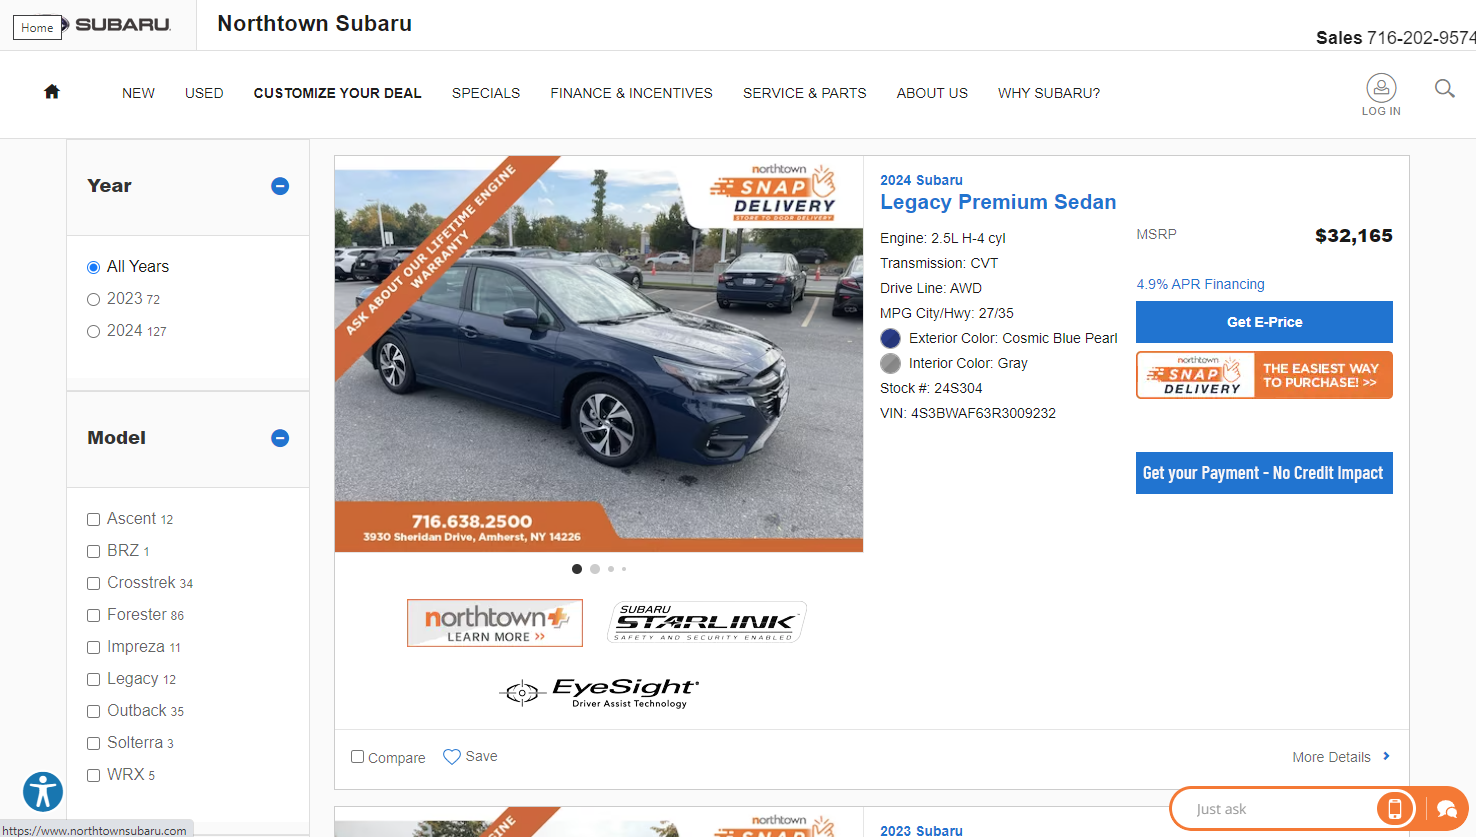 Home
SUBARU
Northtown Subaru
Sales 716-202-9574
NEW
USED
CUSTOMIZE YOUR DEAL
SPECIALS
FINANCE & INCENTIVES
SERVICE & PARTS
ABOUT US
WHY SUBARU?
LOG IN
Year
All Years
2023 72
2024 127
Model
Ascent 12
BRZ 1
Crosstrek 34
Forester 86
Impreza 11
Legacy 12
Outback 35
Solterra 3
WRX 5
https://www.northtownsubaru.com
ASK ABOUT OUR LIFETIME ENGINE
WARRANTY
northtown
SNAP
DELIVERY
STORE TO DOOR DELIVERY
716.638.2500
3930 Sheridan Drive, Amherst, NY 14226
northtown+
LEARN MORE >>
SUBARU
STARLINK™
SAFETY AND SECURITY ENABLED
EyeSight®
Driver Assist Technology
2024 Subaru
Legacy Premium Sedan
Engine: 2.5L H-4 cyl
Transmission: CVT
Drive Line: AWD
MPG City/Hwy: 27/35
Exterior Color: Cosmic Blue Pearl
Interior Color: Gray
Stock #: 24S304
VIN: 4S3BWAF63R3009232
MSRP
$32,165
4.9% APR Financing
Get E-Price
northtown
SNAP
DELIVERY
THE EASIEST WAY
TO PURCHASE! >>
Get your Payment - No Credit Impact
Compare
Save
More Details
northtown
2023 Subaru
Just ask